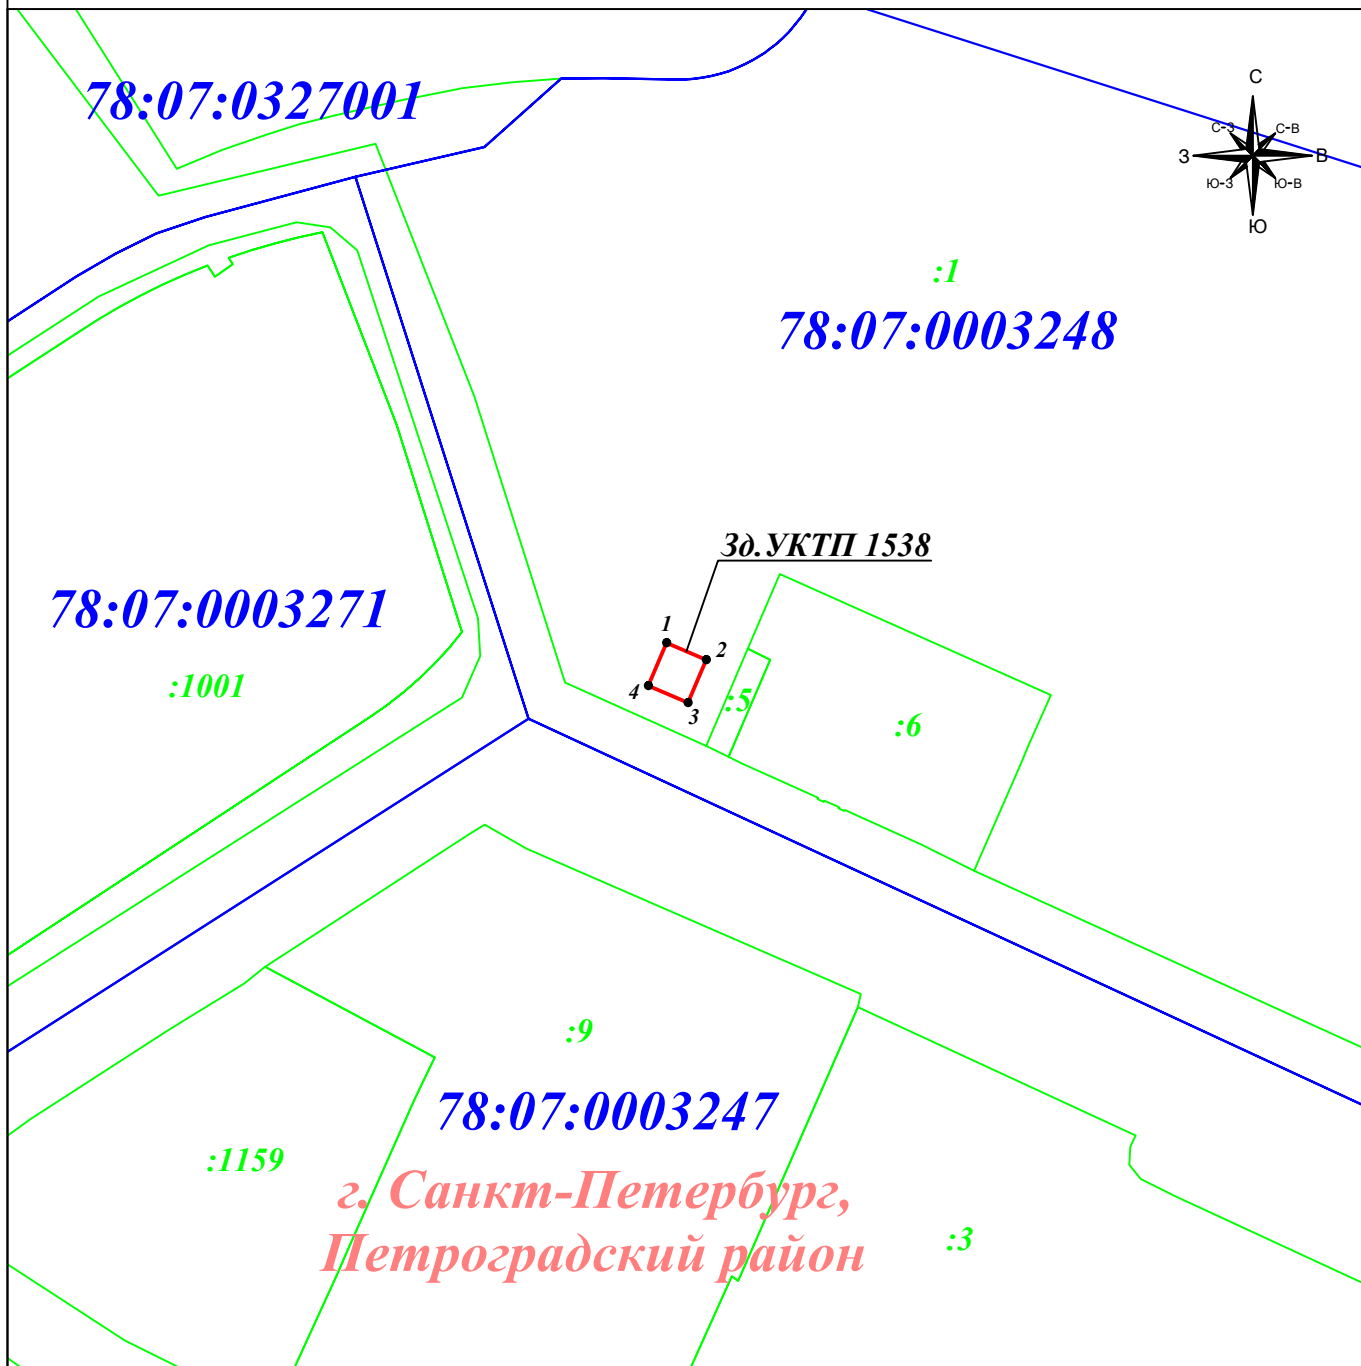 78:07:0327001
С
С-З
С-В
З
В
Ю-З
Ю-В
Ю
:1
78:07:0003248
Зд.УКТП 1538
78:07:0003271
1
2
:1001
4
:5
3
:6
:9
78:07:0003247
:1159
г. Санкт-Петербург,
Петроградский район
:3